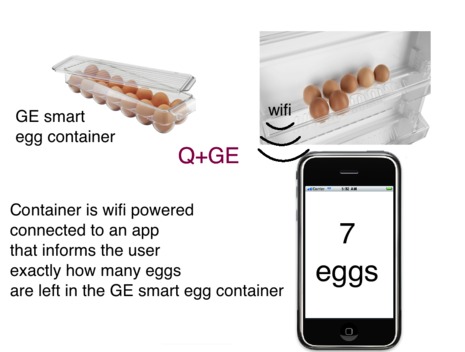 GE smart
egg container
wifi
Q+GE
Container is wifi powered
connected to an app
that informs the user
exactly how many eggs
are left in the GE smart egg container
7
eggs